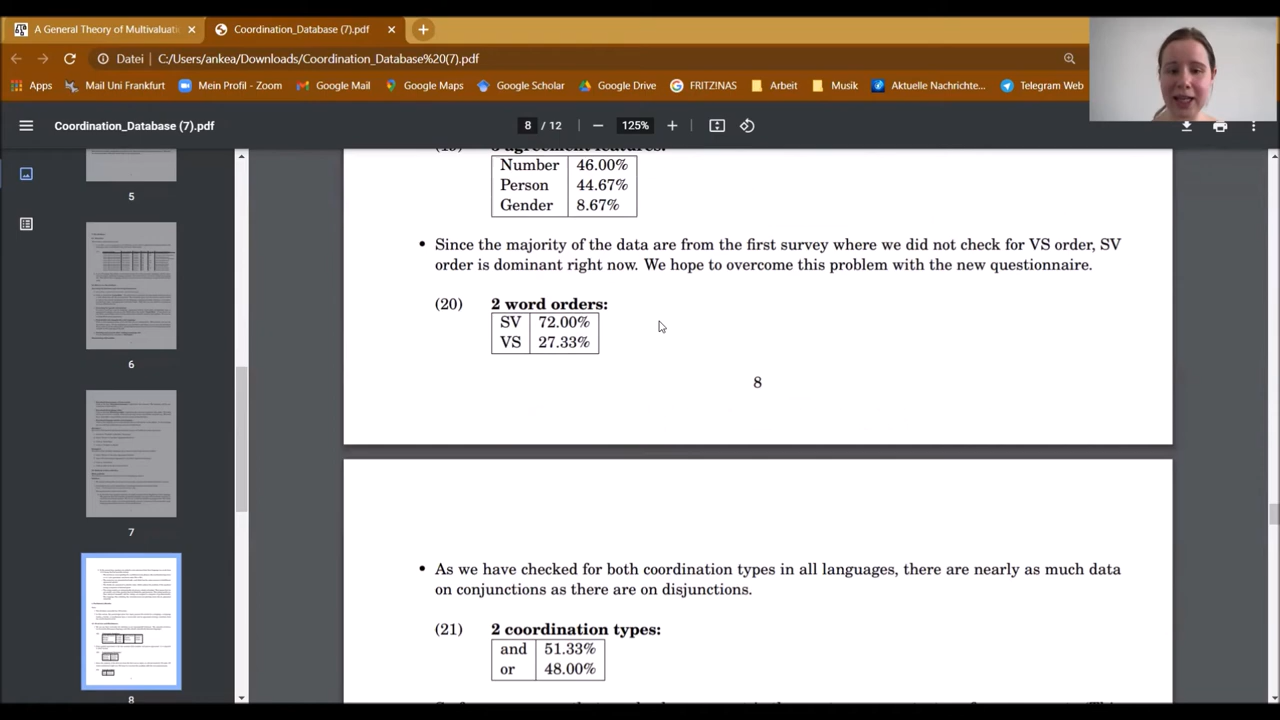 A General Theory of Multivaluati
Coordination_Database (7).pdf
Datei
C:/Users/ankea/Downloads/Coordination_Database%20(7).pdf
Apps
Mail Uni Frankfurt
Mein Profil - Zoom
Google Mail
Google Maps
Google Scholar
Google Drive
FRITZ!NAS
Arbeit
Musik
Aktuelle Nachrichte...
Telegram Web
Coordination_Database (7).pdf
8 / 12
125%
5
6
7
8
(19) 3 agreement features:
Number 46.00%
Person 44.67%
Gender 8.67%
• Since the majority of the data are from the first survey where we did not check for VS order, SV
order is dominant right now. We hope to overcome this problem with the new questionnaire.
(20) 2 word orders:
SV 72.00%
VS 27.33%
8
• As we have checked for both coordination types in all languages, there are nearly as much data
on conjunctions as there are on disjunctions.
(21) 2 coordination types:
and 51.33%
or 48.00%